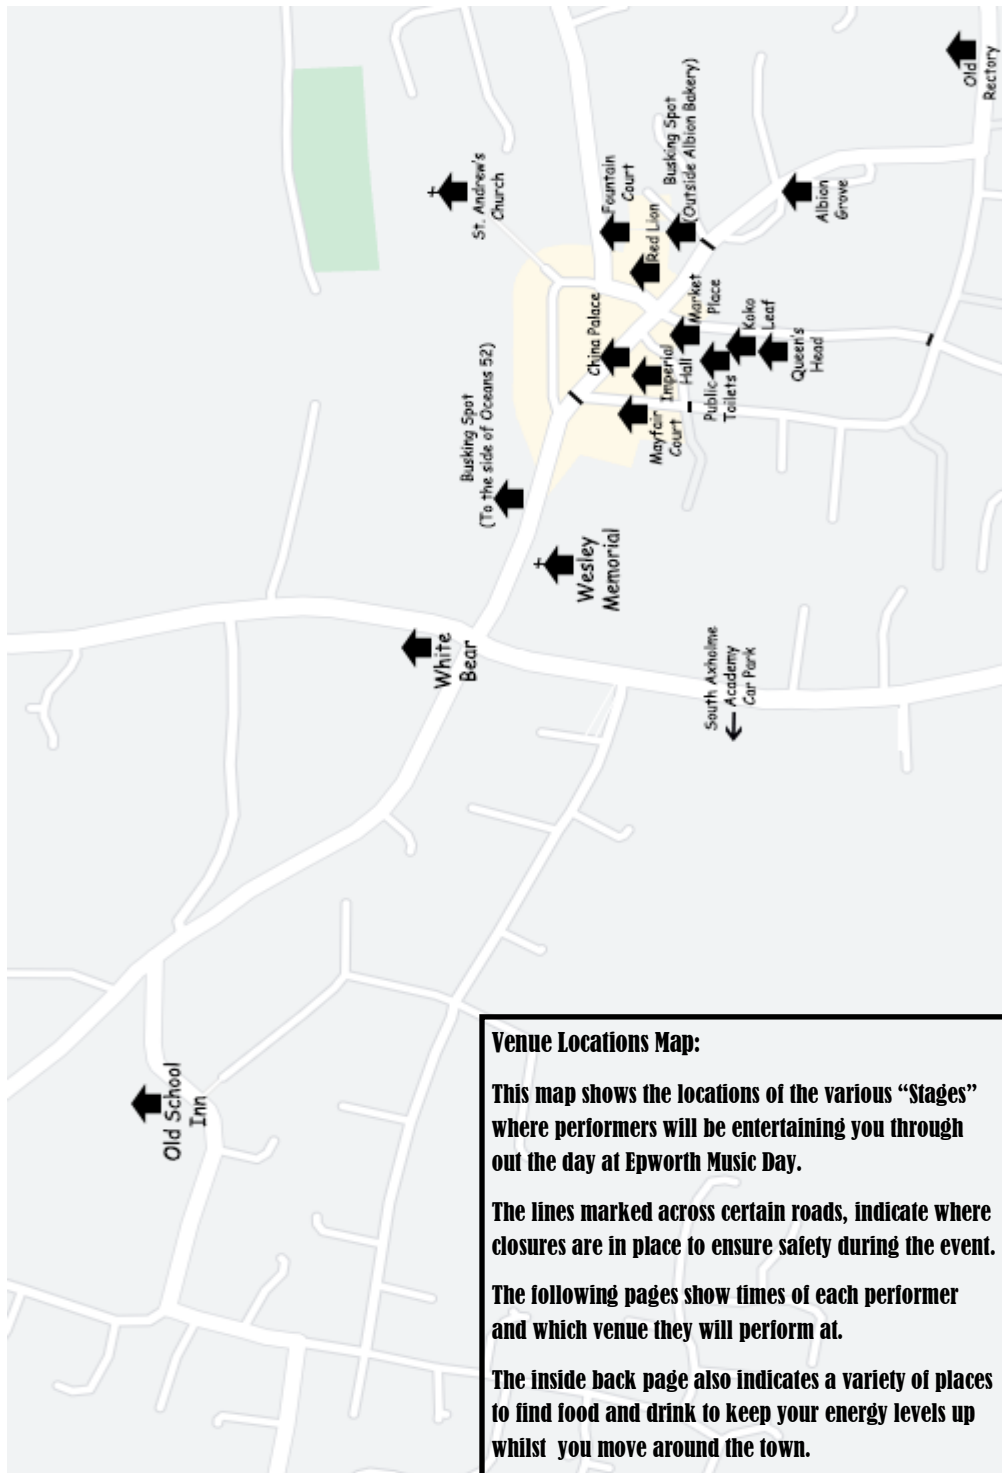 Old
Rectory
St. Andrew's
Church
Fountain
Court
Busking Spot
(Outside Albion Bakery)
Red Lion
Albion
Grove
China Palace
Market
Place
Koko
Leaf
Imperial
Hall
Queen's
Head
Public
Toilets
Mayfair
Court
Busking Spot
(To the side of Oceans 52)
Wesley
Memorial
White
Bear
South Axholme
Academy
Car Park
Old School
Inn
Venue Locations Map:
This map shows the locations of the various “Stages”
where performers will be entertaining you through
out the day at Epworth Music Day.
The lines marked across certain roads, indicate where
closures are in place to ensure safety during the event.
The following pages show times of each performer
and which venue they will perform at.
The inside back page also indicates a variety of places
to find food and drink to keep your energy levels up
whilst you move around the town.